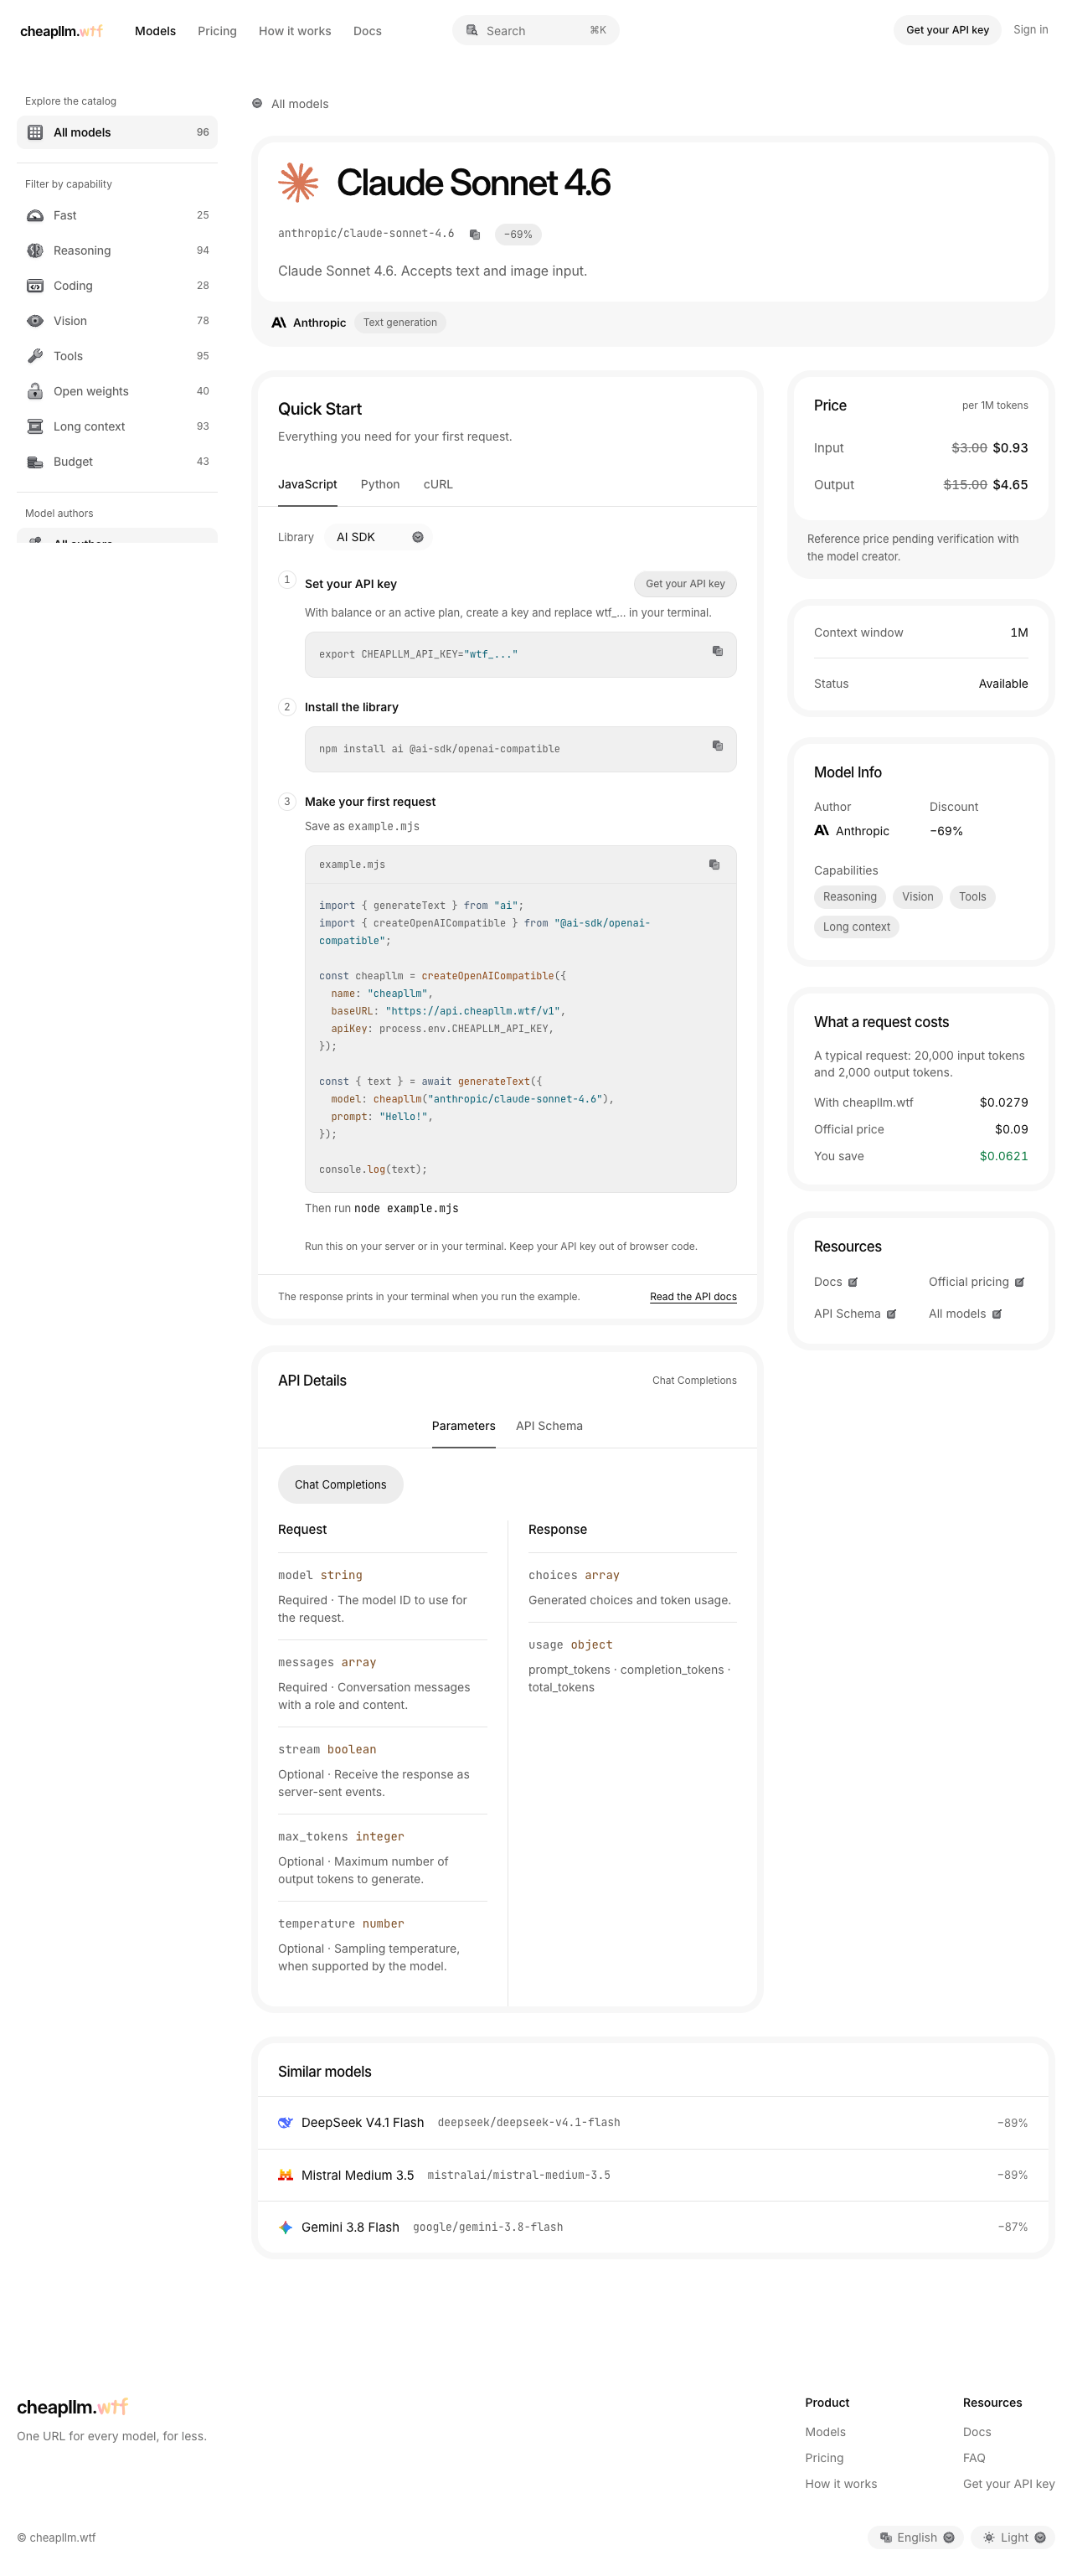 cheapllm.wtf
Models
Pricing
How it works
Docs
Search
⌘K
Get your API key
Sign in
Explore the catalog
All models 96
Filter by capability
Fast 25
Reasoning 94
Coding 28
Vision 78
Tools 95
Open weights 40
Long context 93
Budget 43
Model authors
All models
Claude Sonnet 4.6
anthropic/claude-sonnet-4.6 −69%
Claude Sonnet 4.6. Accepts text and image input.
Anthropic Text generation
Quick Start
Everything you need for your first request.
JavaScript Python cURL
Library AI SDK
1 Set your API key Get your API key
With balance or an active plan, create a key and replace wtf_... in your terminal.
export CHEAPLLM_API_KEY="wtf_..."
2 Install the library
npm install ai @ai-sdk/openai-compatible
3 Make your first request
Save as example.mjs
example.mjs
import { generateText } from "ai";
import { createOpenAICompatible } from "@ai-sdk/openai-
compatible";
const cheapllm = createOpenAICompatible({
name: "cheapllm",
baseURL: "https://api.cheapllm.wtf/v1",
apiKey: process.env.CHEAPLLM_API_KEY,
});
const { text } = await generateText({
model: cheapllm("anthropic/claude-sonnet-4.6"),
prompt: "Hello!",
});
console.log(text);
Then run node example.mjs
Run this on your server or in your terminal. Keep your API key out of browser code.
The response prints in your terminal when you run the example. Read the API docs
Price per 1M tokens
Input $3.00 $0.93
Output $15.00 $4.65
Reference price pending verification with
the model creator.
Context window 1M
Status Available
Model Info
Author Discount
Anthropic −69%
Capabilities
Reasoning Vision Tools
Long context
What a request costs
A typical request: 20,000 input tokens
and 2,000 output tokens.
With cheapllm.wtf $0.0279
Official price $0.09
You save $0.0621
Resources
Docs Official pricing
API Schema All models
API Details Chat Completions
Parameters API Schema
Chat Completions
Request
model string
Required · The model ID to use for
the request.
messages array
Required · Conversation messages
with a role and content.
stream boolean
Optional · Receive the response as
server-sent events.
max_tokens integer
Optional · Maximum number of
output tokens to generate.
temperature number
Optional · Sampling temperature,
when supported by the model.
Response
choices array
Generated choices and token usage.
usage object
prompt_tokens · completion_tokens ·
total_tokens
Similar models
DeepSeek V4.1 Flash deepseek/deepseek-v4.1-flash −89%
Mistral Medium 3.5 mistralai/mistral-medium-3.5 −89%
Gemini 3.8 Flash google/gemini-3.8-flash −87%
cheapllm.wtf
One URL for every model, for less.
Product
Models
Pricing
How it works
Resources
Docs
FAQ
Get your API key
© cheapllm.wtf
English Light